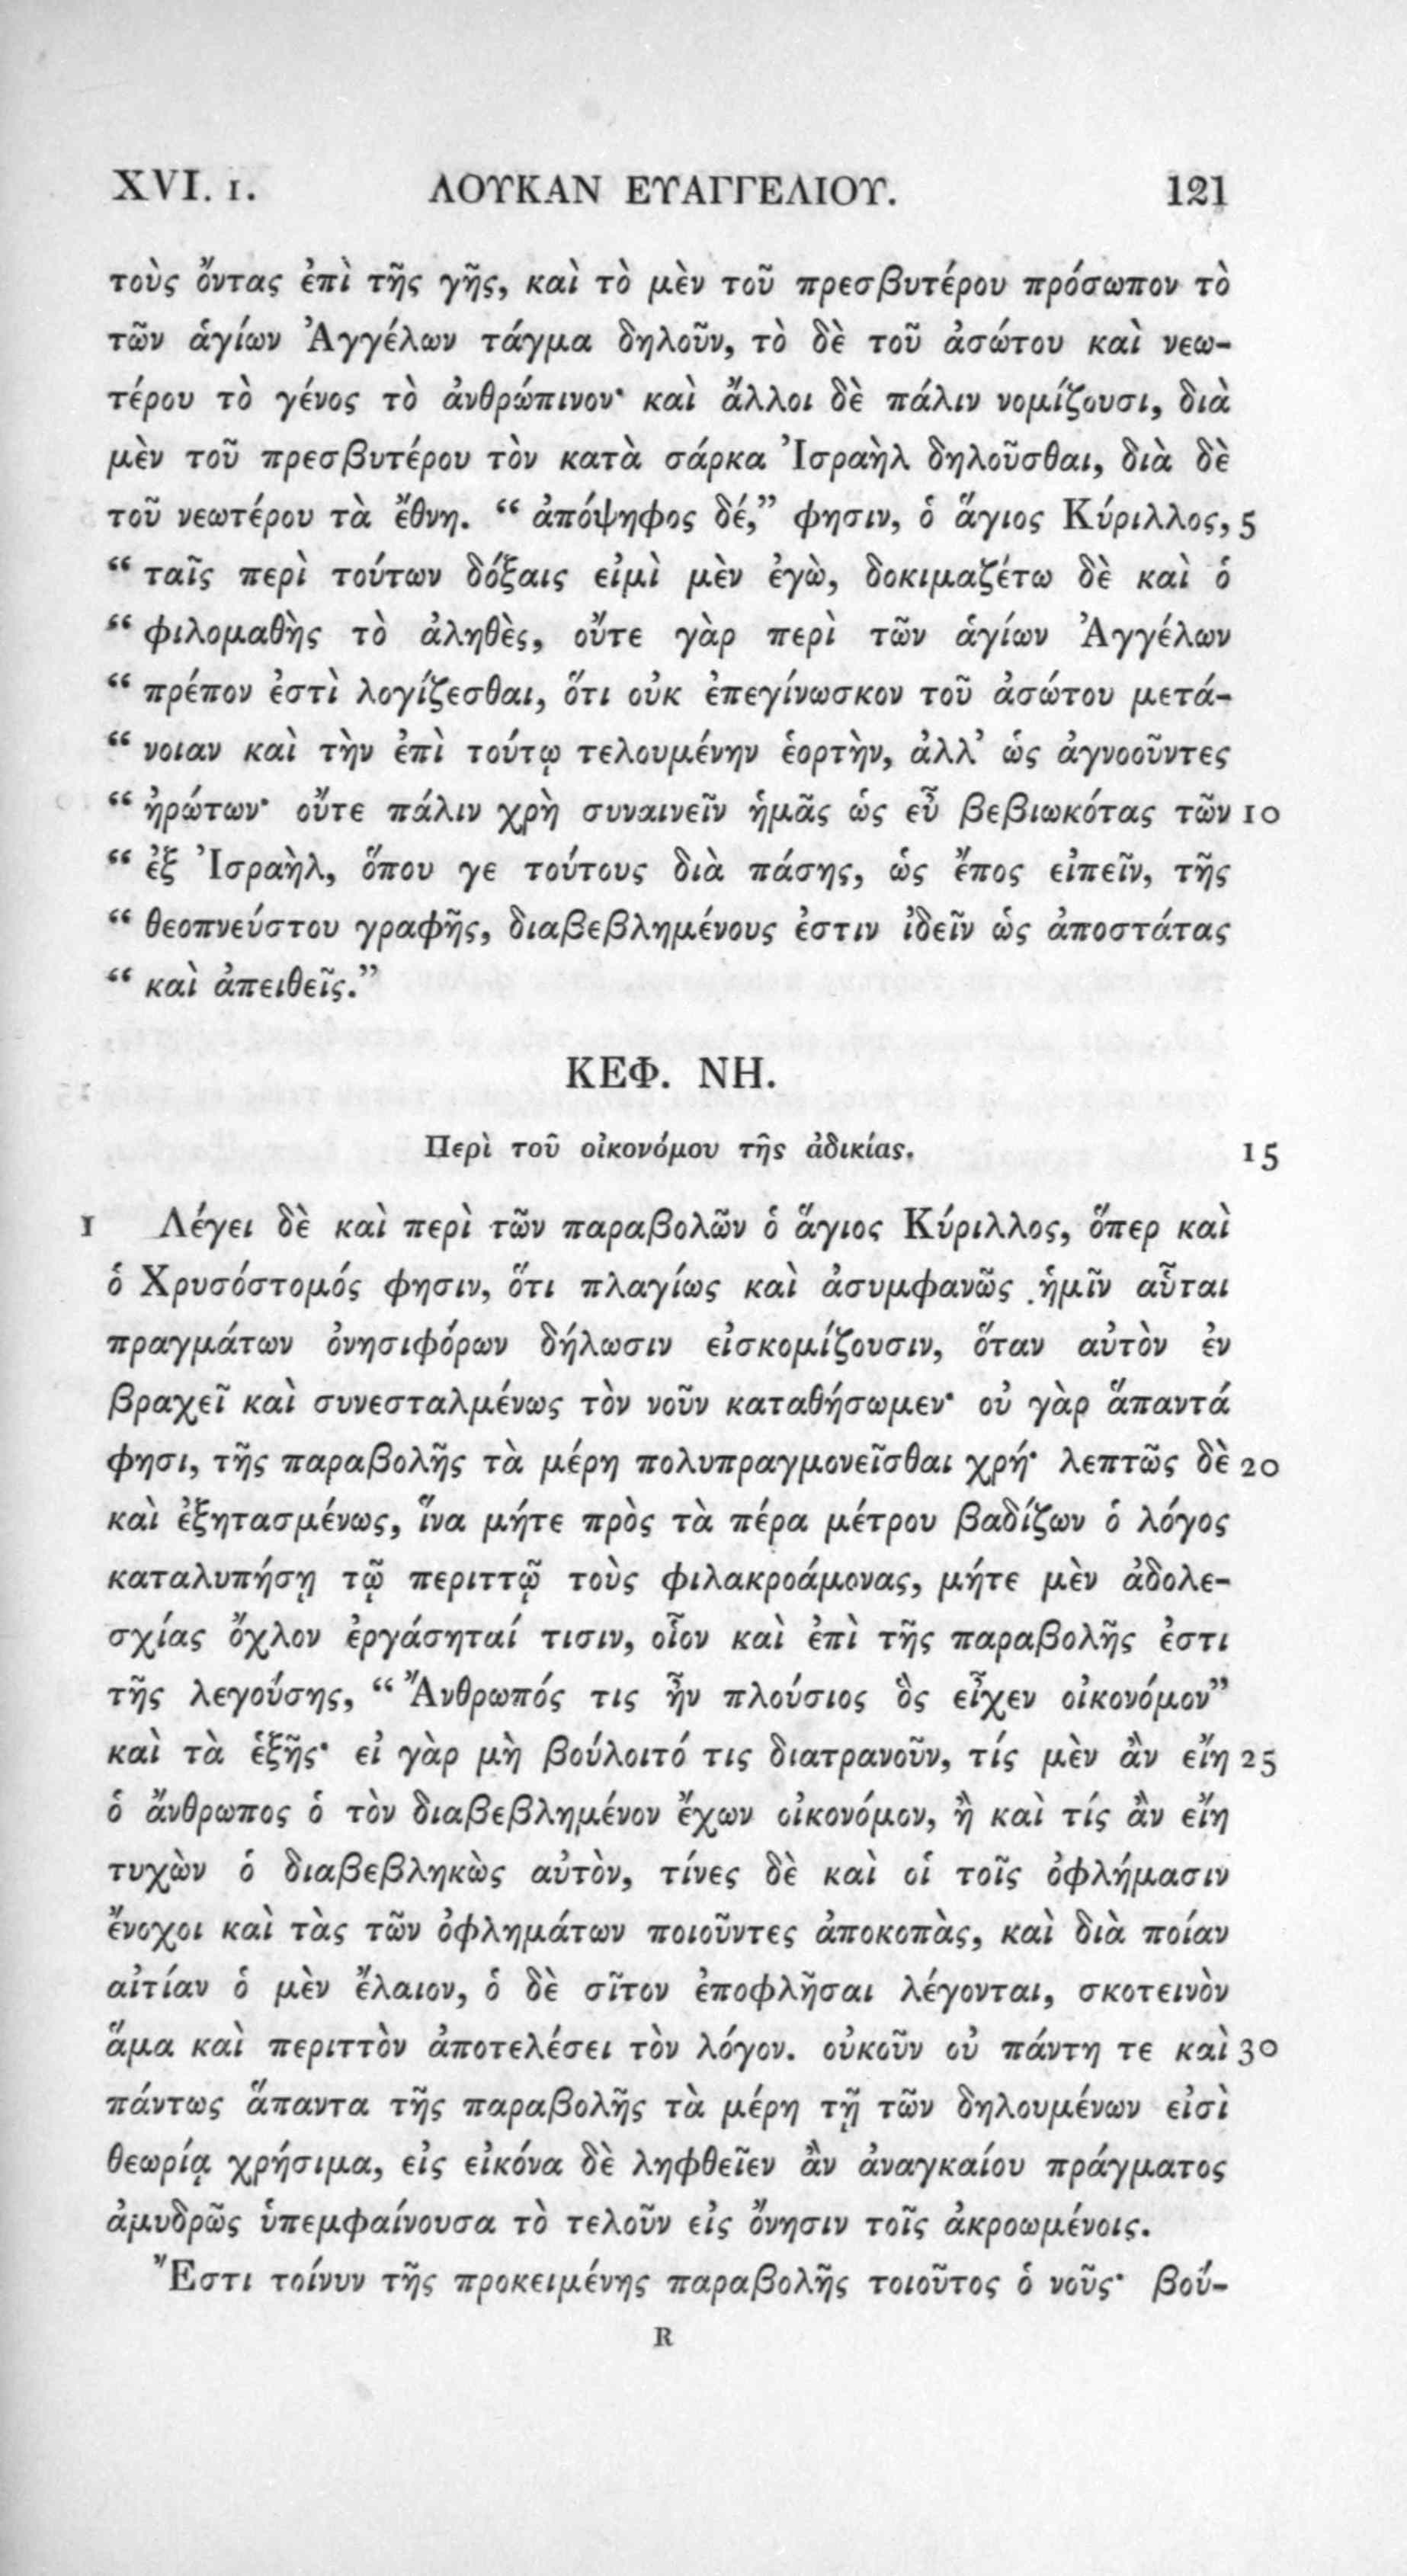 XVI. 1. ΛΟΥΚΑΝ ΕΥΑΓΓΕΛΙΟΥ. 121
τοὺς ὄντας ἐπὶ τῆς γῆς, καὶ τὸ μὲν τοῦ πρεσβυτέρου πρόσωπον τὸ
τῶν ἁγίων Ἀγγέλων τάγμα δηλοῦν, τὸ δὲ τοῦ ἀσώτου καὶ νεω-
τέρου τὸ γένος τὸ ἀνθρώπινον· καὶ ἄλλοι δὲ πάλιν νομίζουσι, διὰ
μὲν τοῦ πρεσβυτέρου τὸν κατὰ σάρκα Ἰσραὴλ δηλοῦσθαι, διὰ δὲ
τοῦ νεωτέρου τὰ ἔθνη. “ ἀπόψηφος δέ,” φησιν, ὁ ἅγιος Κύριλλος, 5
“ ταῖς περὶ τούτων δόξαις εἰμὶ μὲν ἐγὼ, δοκιμαζέτω δὲ καὶ ὁ
“ φιλομαθὴς τὸ ἀληθὲς, οὔτε γὰρ περὶ τῶν ἁγίων Ἀγγέλων
“ πρέπον ἐστὶ λογίζεσθαι, ὅτι οὐκ ἐπεγίνωσκον τοῦ ἀσώτου μετά-
“ νοιαν καὶ τὴν ἐπὶ τούτῳ τελουμένην ἑορτὴν, ἀλλ’ ὡς ἀγνοοῦντες
“ ἠρώτων· οὔτε πάλιν χρὴ συναινεῖν ἡμᾶς ὡς εὖ βεβιωκότας τῶν 10
“ ἐξ Ἰσραὴλ, ὅπου γε τούτους διὰ πάσης, ὡς ἔπος εἰπεῖν, τῆς
“ θεοπνεύστου γραφῆς, διαβεβλημένους ἐστιν ἰδεῖν ὡς ἀποστάτας
“ καὶ ἀπειθεῖς.”
ΚΕΦ. ΝΗ.
Περὶ τοῦ οἰκονόμου τῆς ἀδικίας. 15
1 Λέγει δὲ καὶ περὶ τῶν παραβολῶν ὁ ἅγιος Κύριλλος, ὅπερ καὶ
ὁ Χρυσόστομός φησιν, ὅτι πλαγίως καὶ ἀσυμφανῶς ἡμῖν αὗται
πραγμάτων ὀνησιφόρων δήλωσιν εἰσκομίζουσιν, ὅταν αὐτὸν ἐν
βραχεῖ καὶ συνεσταλμένως τὸν νοῦν καταθήσωμεν· οὐ γὰρ ἅπαντά
φησι, τῆς παραβολῆς τὰ μέρη πολυπραγμονεῖσθαι χρή· λεπτῶς δὲ 20
καὶ ἐξητασμένως, ἵνα μήτε πρὸς τὰ πέρα μέτρου βαδίζων ὁ λόγος
καταλυπήσῃ τῷ περιττῷ τοὺς φιλακροάμονας, μήτε μὲν ἀδολε-
σχίας ὄχλον ἐργάσηταί τισιν, οἷον καὶ ἐπὶ τῆς παραβολῆς ἐστι
τῆς λεγούσης, “ Ἄνθρωπός τις ἦν πλούσιος ὃς εἶχεν οἰκονόμον”
καὶ τὰ ἑξῆς· εἰ γὰρ μὴ βούλοιτό τις διατρανοῦν, τίς μὲν ἂν εἴη 25
ὁ ἄνθρωπος ὁ τὸν διαβεβλημένον ἔχων οἰκονόμον, ἢ καὶ τίς ἂν εἴη
τυχὼν ὁ διαβεβληκὼς αὐτὸν, τίνες δὲ καὶ οἱ τοῖς ὀφλήμασιν
ἔνοχοι καὶ τὰς τῶν ὀφλημάτων ποιοῦντες ἀποκοπὰς, καὶ διὰ ποίαν
αἰτίαν ὁ μὲν ἔλαιον, ὁ δὲ σῖτον ἐποφλῆσαι λέγονται, σκοτεινὸν
ἅμα καὶ περιττὸν ἀποτελέσει τὸν λόγον. οὐκοῦν οὐ πάντη τε καὶ 30
πάντως ἅπαντα τῆς παραβολῆς τὰ μέρη τῇ τῶν δηλουμένων εἰσὶ
θεωρίᾳ χρήσιμα, εἰς εἰκόνα δὲ ληφθεῖεν ἂν ἀναγκαίου πράγματος
ἀμυδρῶς ὑπεμφαίνουσα τὸ τελοῦν εἰς ὄνησιν τοῖς ἀκροωμένοις.
Ἔστι τοίνυν τῆς προκειμένης παραβολῆς τοιοῦτος ὁ νοῦς· βού-
R